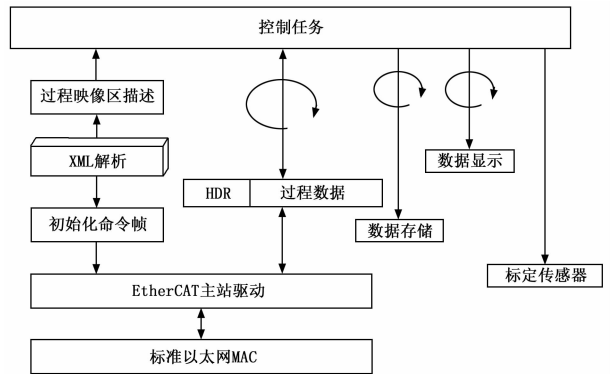 控制任务
过程映像区描述
XML解析
数据显示
HDR
过程数据
初始化命令帧
数据存储
标定传感器
EtherCAT主站驱动
标准以太网MAC